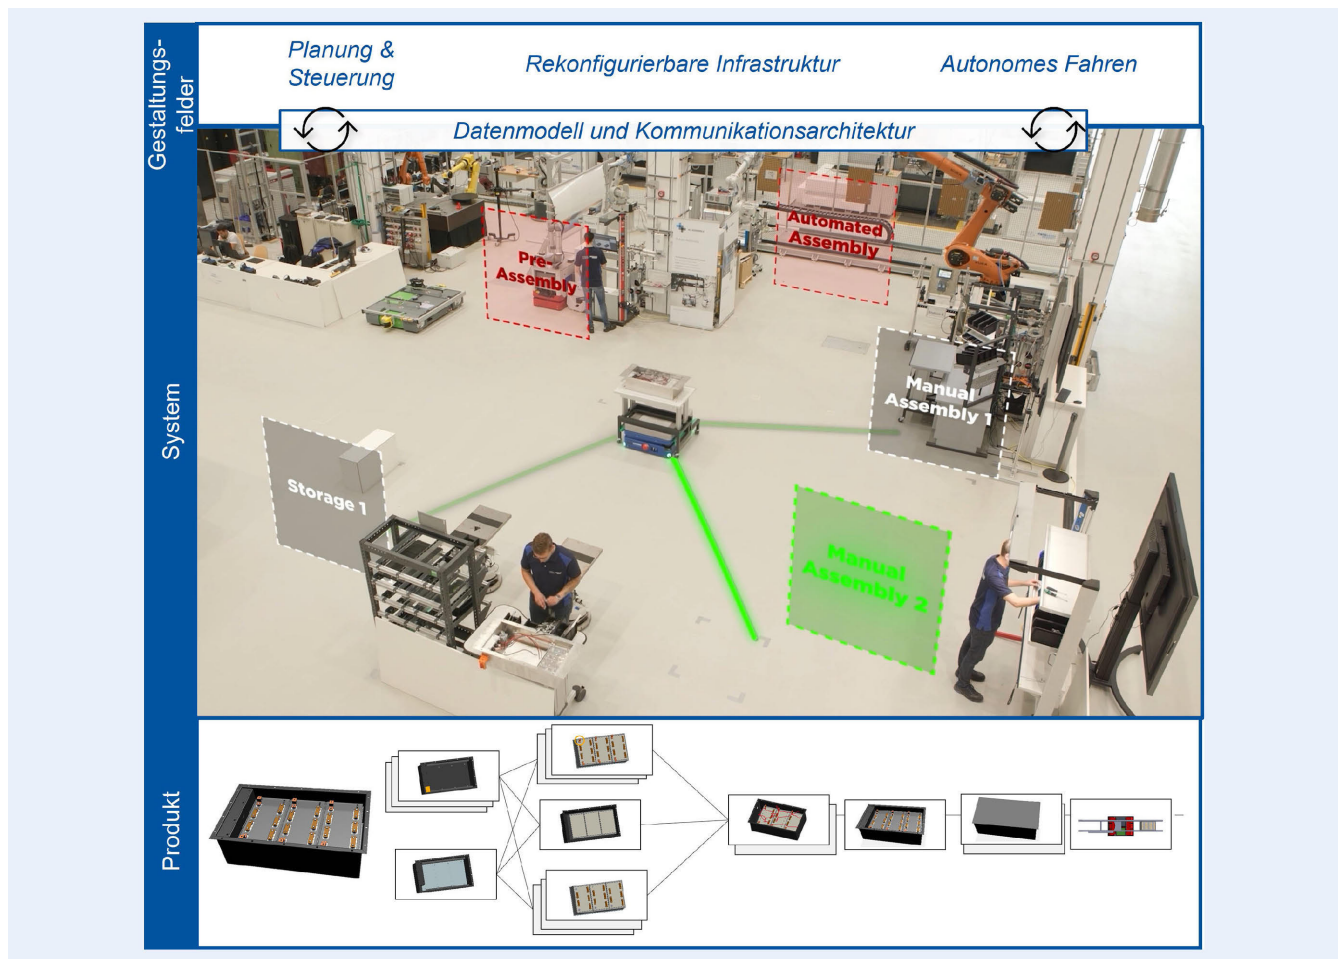 Gestaltungs-
felder
Planung &
Steuerung
Rekonfigurierbare Infrastruktur
Autonomes Fahren
Datenmodell und Kommunikationsarchitektur
System
Pre-
Assembly
Automated
Assembly
Manual
Assembly 1
Storage 1
Manual
Assembly 2
Produkt